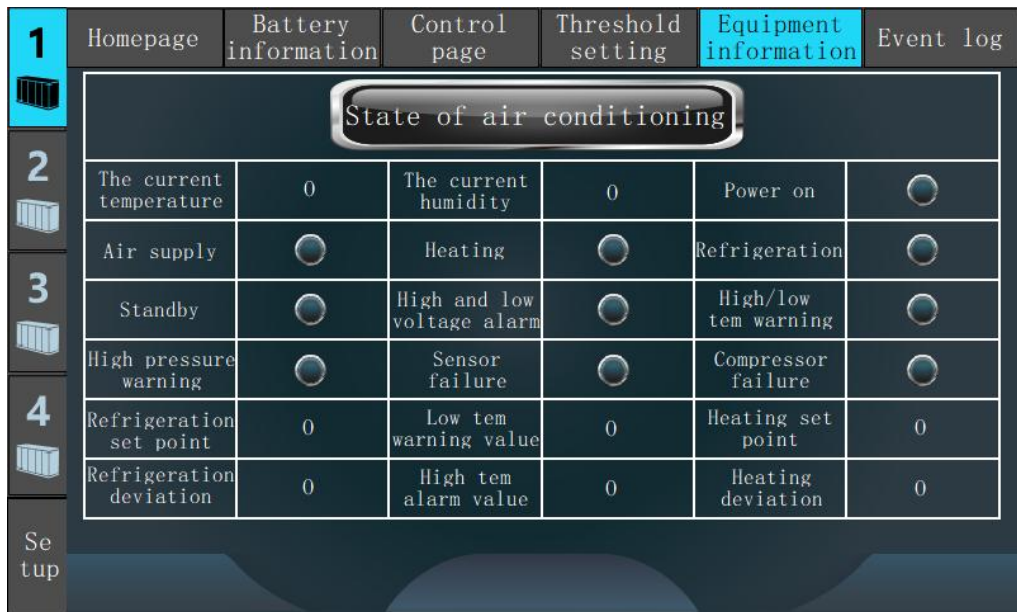 1
Homepage
Battery
information
Control
page
Threshold
setting
Equipment
information
Event log
State of air conditioning
2
The current
temperature
0
The current
humidity
0
Power on
Air supply
Heating
Refrigeration
3
Standby
High and low
voltage alarm
High/low
tem warning
High pressure
warning
Sensor
failure
Compressor
failure
4
Refrigeration
set point
0
Low tem
warning value
0
Heating set
point
0
Refrigeration
deviation
0
High tem
alarm value
0
Heating
deviation
0
Se
tup